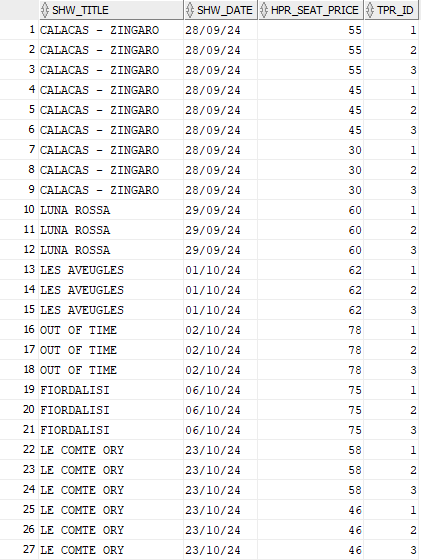 SHW_TITLE SHW_DATE HPR_SEAT_PRICE TPR_ID
1 CALACAS - ZINGARO 28/09/24 55 1
2 CALACAS - ZINGARO 28/09/24 55 2
3 CALACAS - ZINGARO 28/09/24 55 3
4 CALACAS - ZINGARO 28/09/24 45 1
5 CALACAS - ZINGARO 28/09/24 45 2
6 CALACAS - ZINGARO 28/09/24 45 3
7 CALACAS - ZINGARO 28/09/24 30 1
8 CALACAS - ZINGARO 28/09/24 30 2
9 CALACAS - ZINGARO 28/09/24 30 3
10 LUNA ROSSA 29/09/24 60 1
11 LUNA ROSSA 29/09/24 60 2
12 LUNA ROSSA 29/09/24 60 3
13 LES AVEUGLES 01/10/24 62 1
14 LES AVEUGLES 01/10/24 62 2
15 LES AVEUGLES 01/10/24 62 3
16 OUT OF TIME 02/10/24 78 1
17 OUT OF TIME 02/10/24 78 2
18 OUT OF TIME 02/10/24 78 3
19 FIORDALISI 06/10/24 75 1
20 FIORDALISI 06/10/24 75 2
21 FIORDALISI 06/10/24 75 3
22 LE COMTE ORY 23/10/24 58 1
23 LE COMTE ORY 23/10/24 58 2
24 LE COMTE ORY 23/10/24 58 3
25 LE COMTE ORY 23/10/24 46 1
26 LE COMTE ORY 23/10/24 46 2
27 LE COMTE ORY 23/10/24 46 3